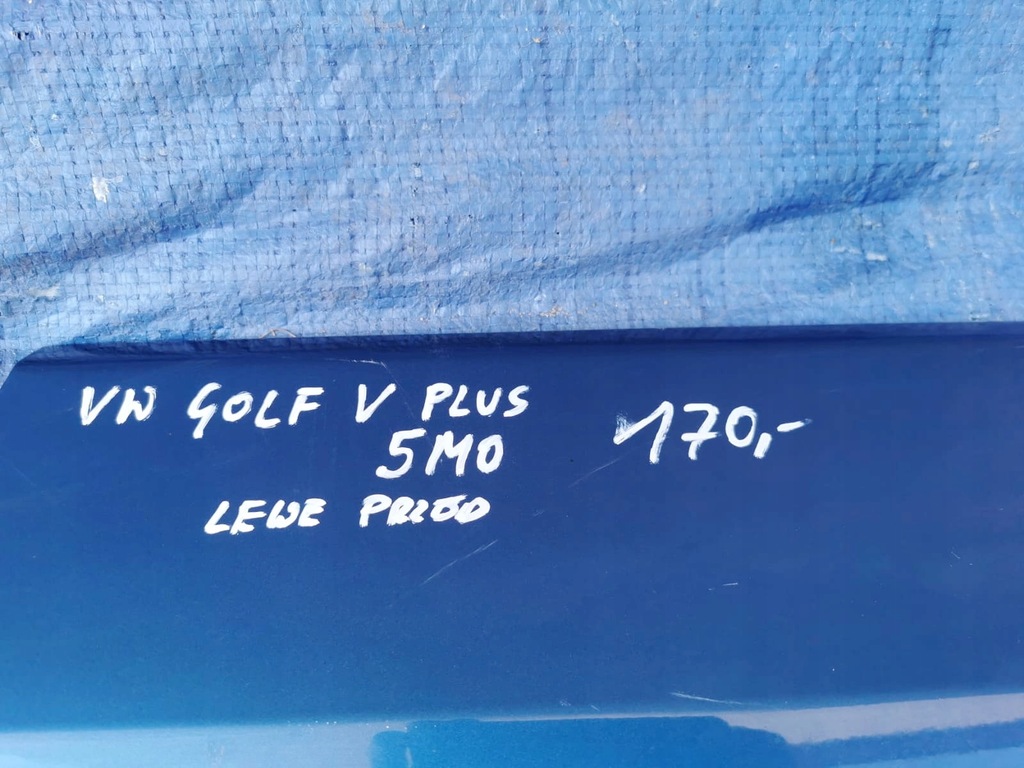 VW GOLF V PLUS
5M0
170,-
LEWE PRZÓD